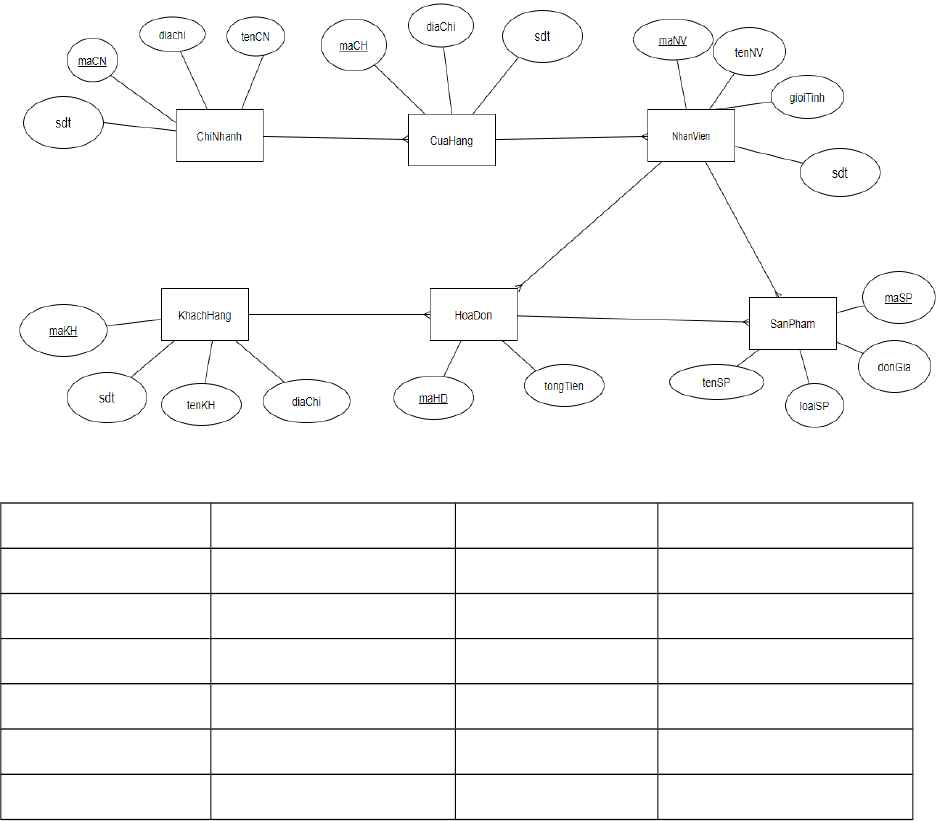 diachi
tenCN
maCN
sdt
ChiNhanh
maCH
diaChi
sdt
CuaHang
maNV
tenNV
gioiTinh
sdt
NhanVien
KhachHang
maKH
sdt
tenKH
diaChi
HoaDon
maHD
tongTien
SanPham
maSP
donGia
tenSP
loaiSP